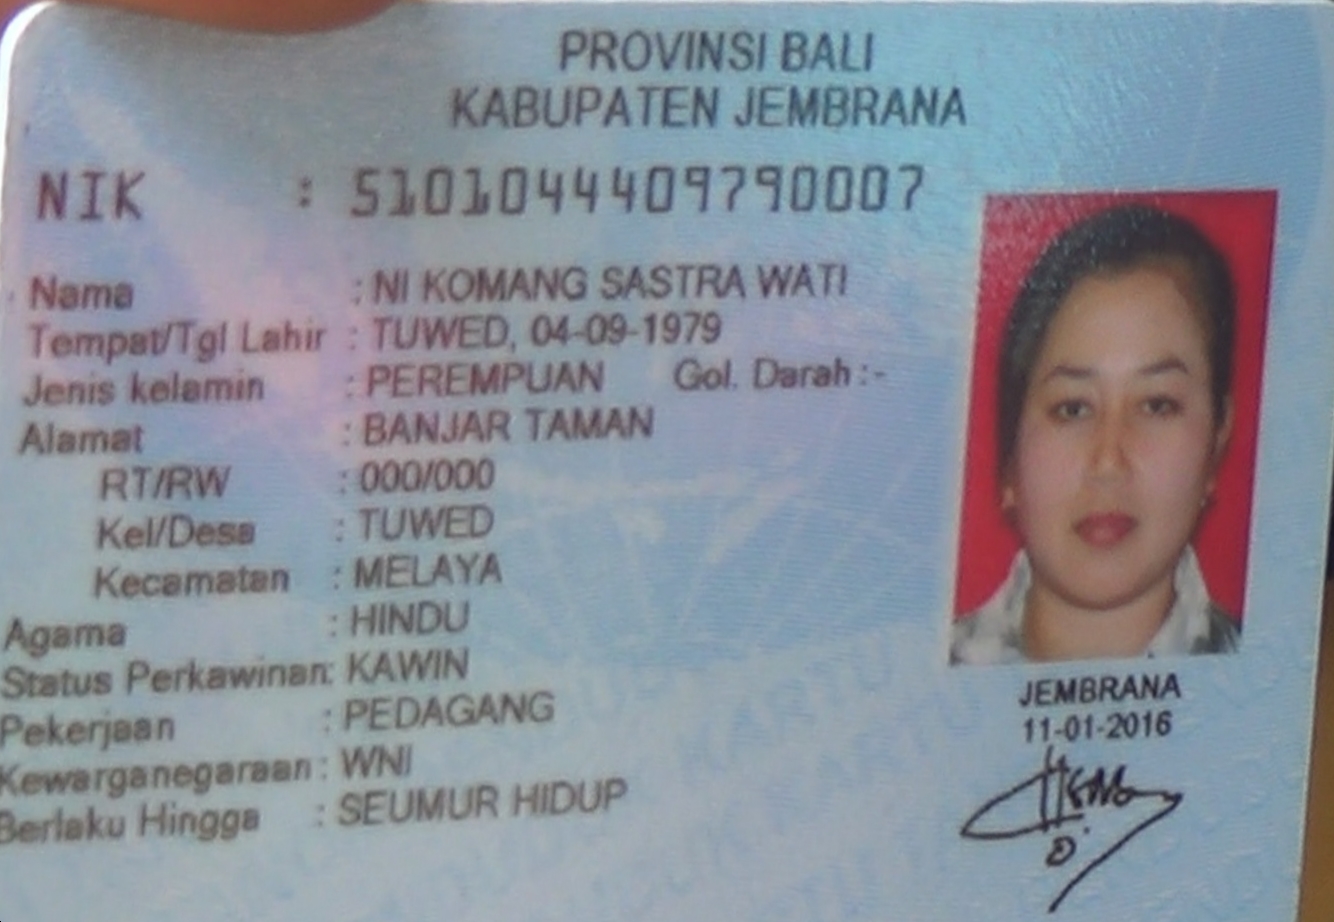 PROVINSI BALI
KABUPATEN JEMBRANA
NIK : 5101044409790007
Nama : NI KOMANG SASTRA WATI
Tempat/Tgl Lahir : TUWED, 04-09-1979
Jenis kelamin : PEREMPUAN Gol. Darah :-
Alamat : BANJAR TAMAN
RT/RW : 000/000
Kel/Desa : TUWED
Kecamatan : MELAYA
Agama : HINDU
Status Perkawinan: KAWIN
Pekerjaan : PEDAGANG
Kewarganegaraan : WNI
Berlaku Hingga : SEUMUR HIDUP
JEMBRANA
11-01-2016